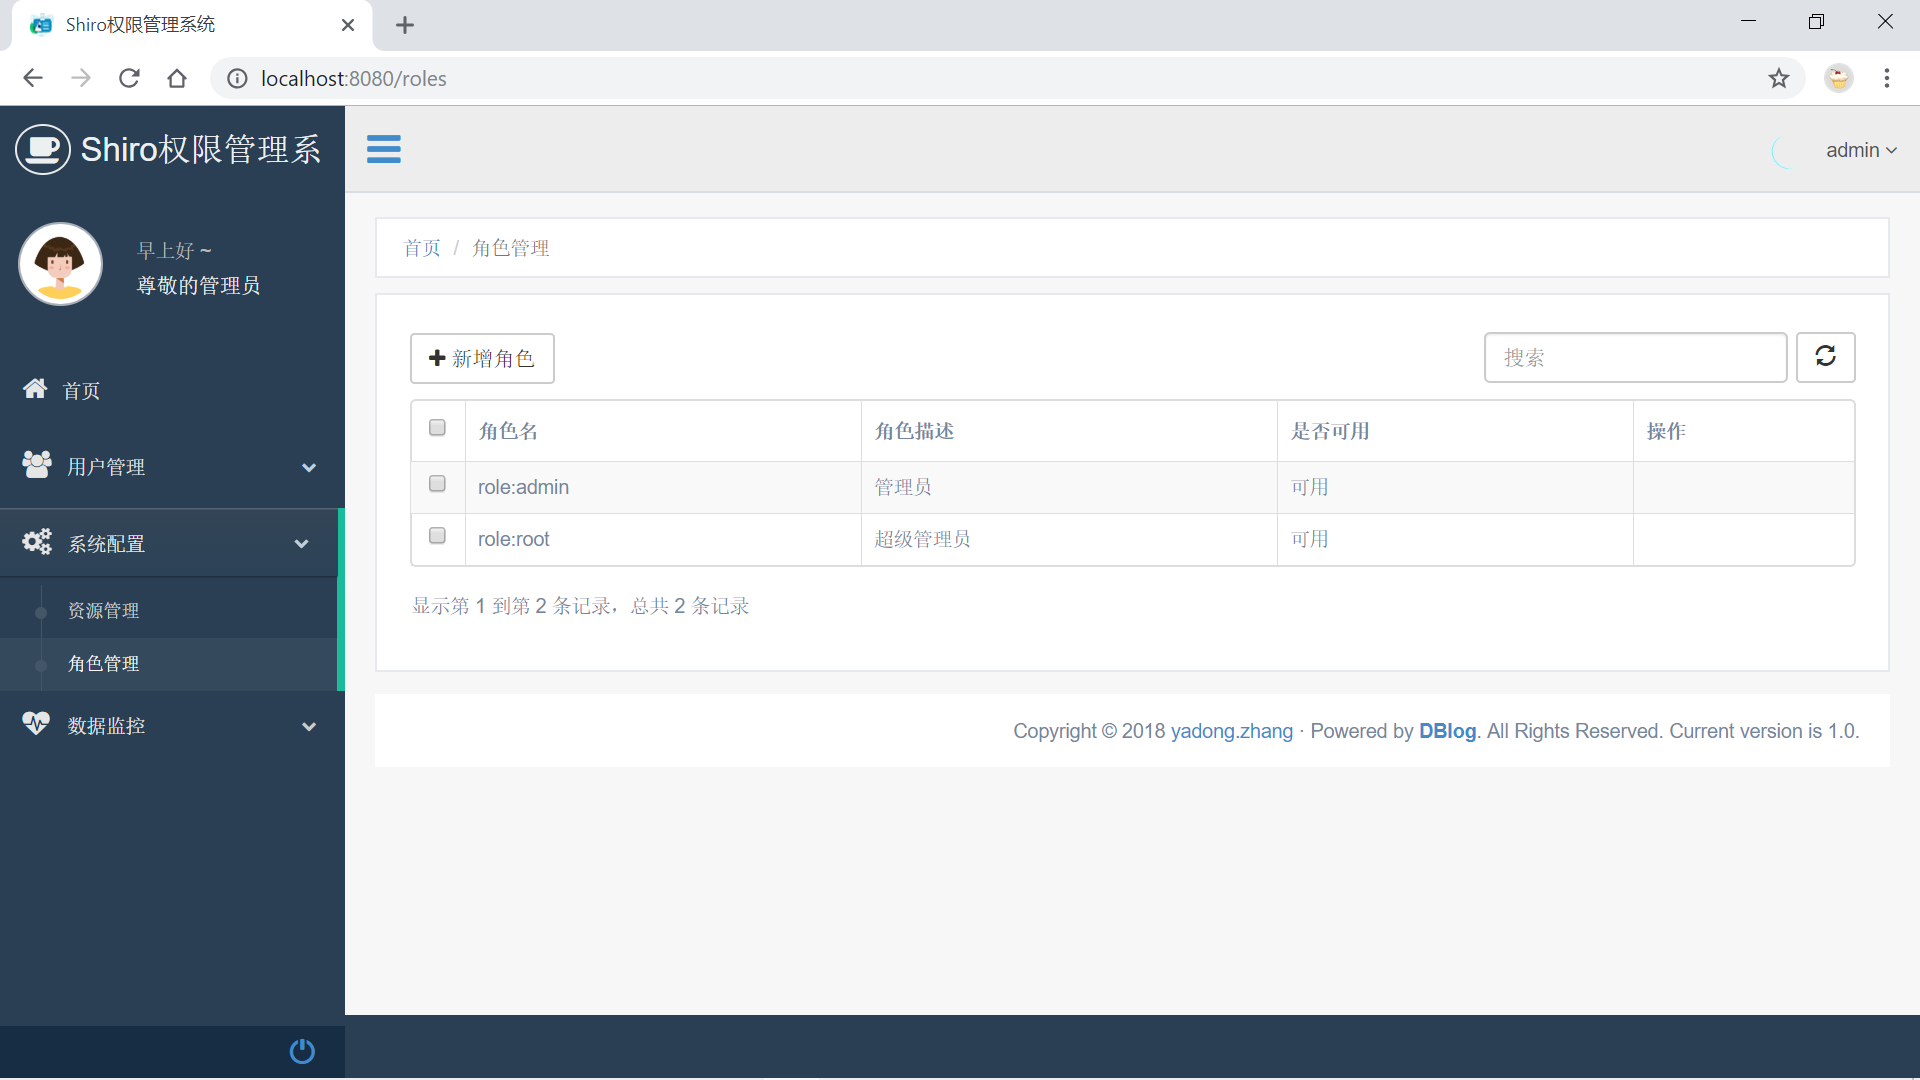 Shiro权限管理系统
localhost:8080/roles
Shiro权限管理系
admin
早上好 ~
尊敬的管理员
首页 / 角色管理
新增角色
搜索
首页
用户管理
系统配置
资源管理
角色管理
数据监控
角色名 角色描述 是否可用 操作
role:admin 管理员 可用
role:root 超级管理员 可用
显示第 1 到第 2 条记录，总共 2 条记录
Copyright © 2018 yadong.zhang · Powered by DBlog. All Rights Reserved. Current version is 1.0.